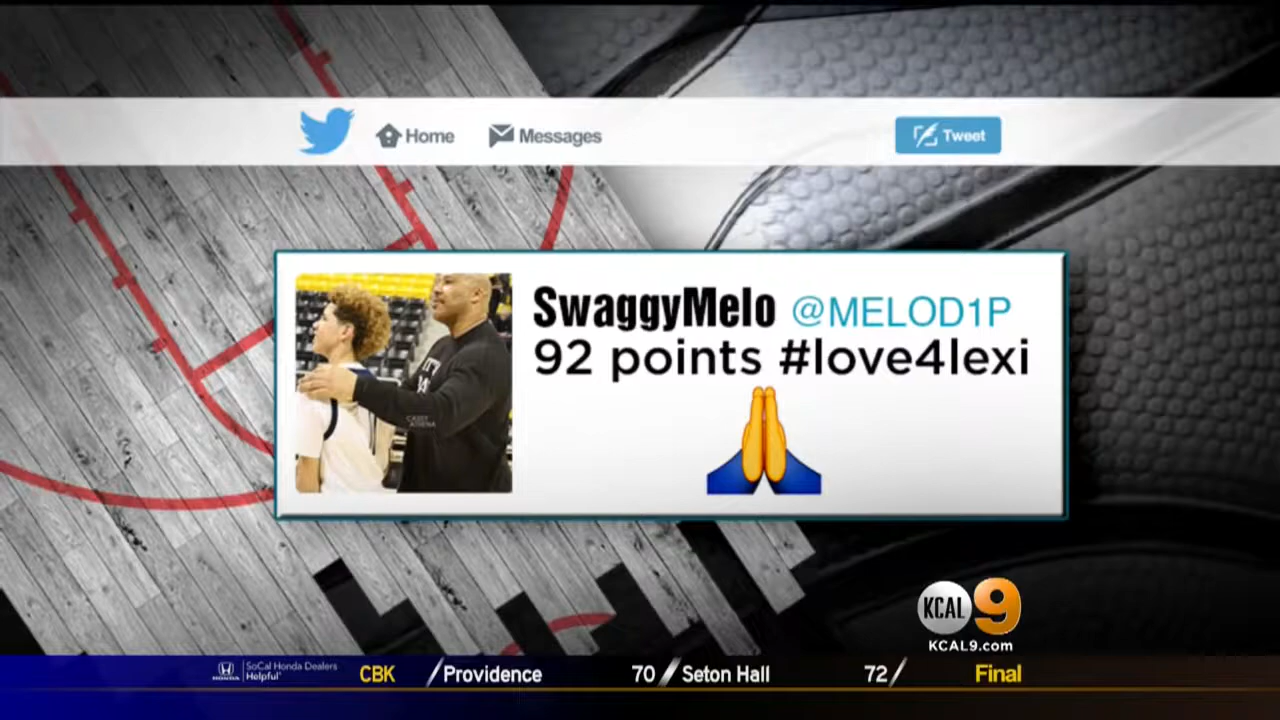 Home Messages Tweet
SwaggyMelo @MELOD1P
92 points #love4lexi
KCAL 9
KCAL9.com
HONDA SoCal Honda Dealers
Helpful
CBK Providence 70 Seton Hall 72 Final